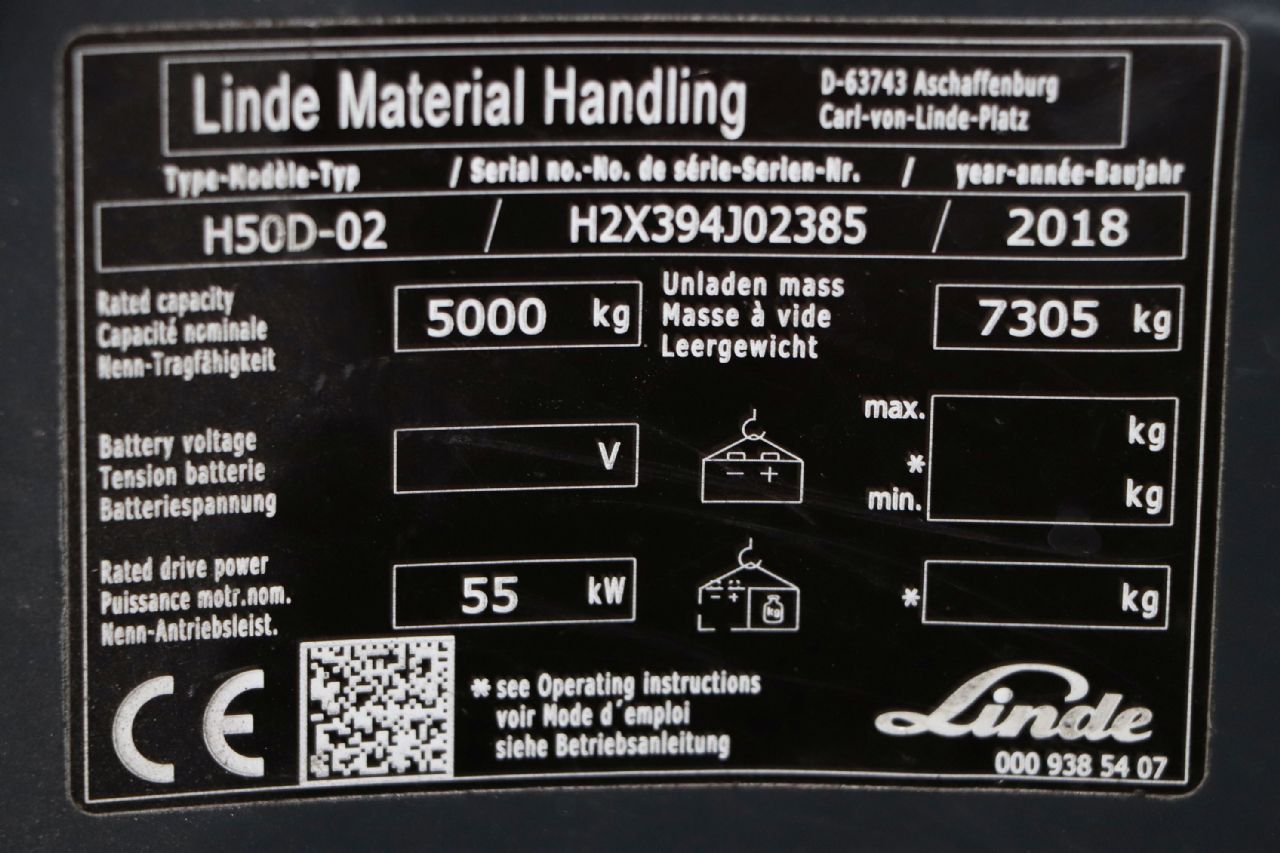 Linde Material Handling
D-63743 Aschaffenburg
Carl-von-Linde-Platz
Type-Modèle-Typ / Serial no.-No. de série-Serien-Nr. / year-année-Baujahr
H50D-02 / H2X394J02385 / 2018
Rated capacity
Capacité nominale
Nenn-Tragfähigkeit
5000 kg
Unladen mass
Masse à vide
Leergewicht
7305 kg
Battery voltage
Tension batterie
Batteriespannung
V
- +
max. kg
*
min. kg
Rated drive power
Puissance motr.nom.
Nenn-Antriebsleist.
55 kW
- + kg
* kg
CE
* see Operating instructions
voir Mode d´emploi
siehe Betriebsanleitung
Linde
000 938 54 07